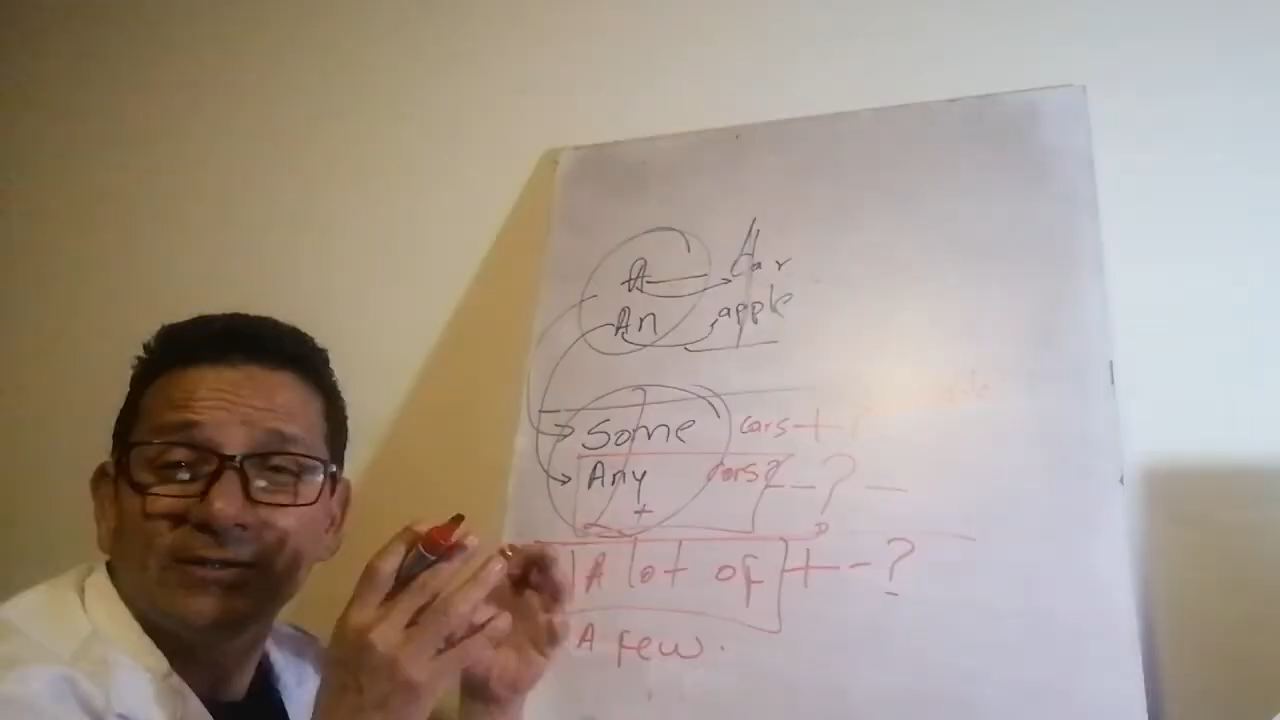 A car
An apple
Some cars +
Any cars? - ? -
+
A lot of + - ?
A few.